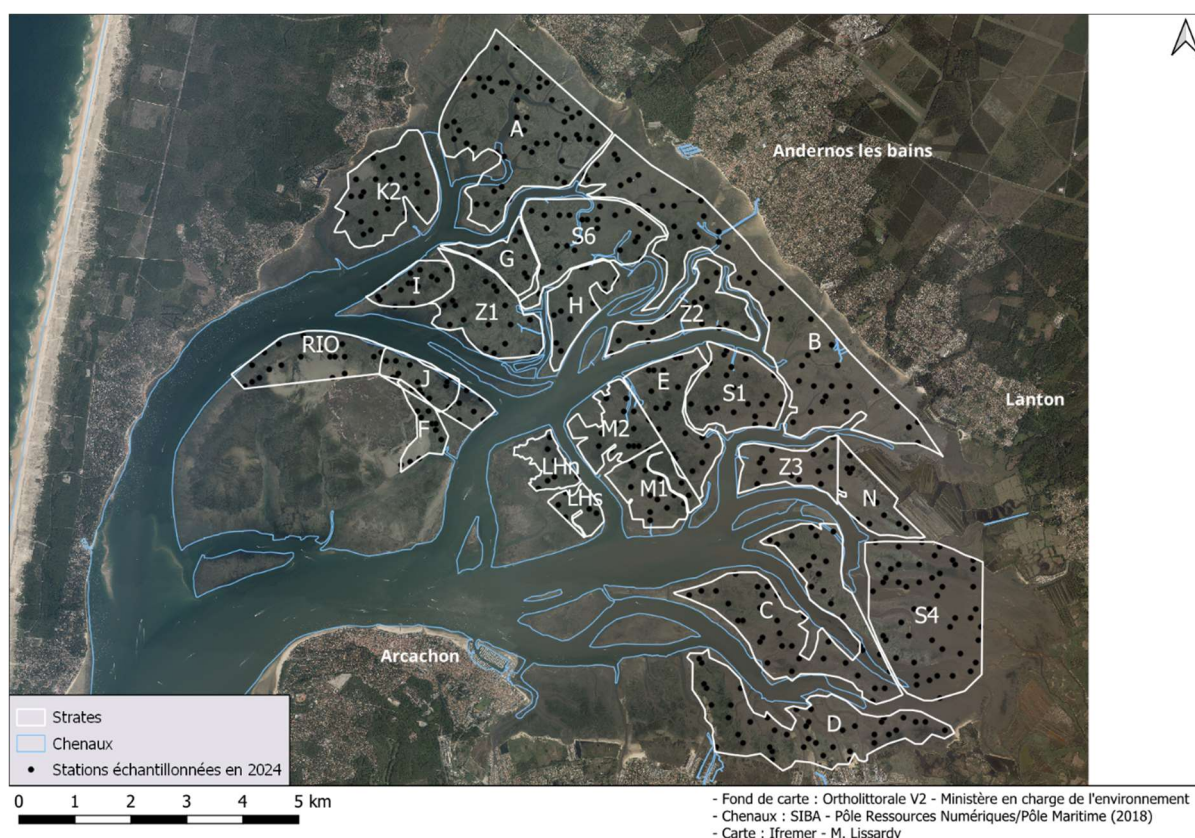 Andernos les bains
A
K2
S6
G
I
H
Z1
Z2
B
RIO
J
E
S1
F
M2
Lanton
LHn
Z3
M1
LHs
N
C
S4
Arcachon
D
Strates
Chenaux
Stations échantillonnées en 2024
0 1 2 3 4 5 km
- Fond de carte : Ortholittorale V2 - Ministère en charge de l'environnement
- Chenaux : SIBA - Pôle Ressources Numériques/Pôle Maritime (2018)
- Carte : Ifremer - M. Lissardy